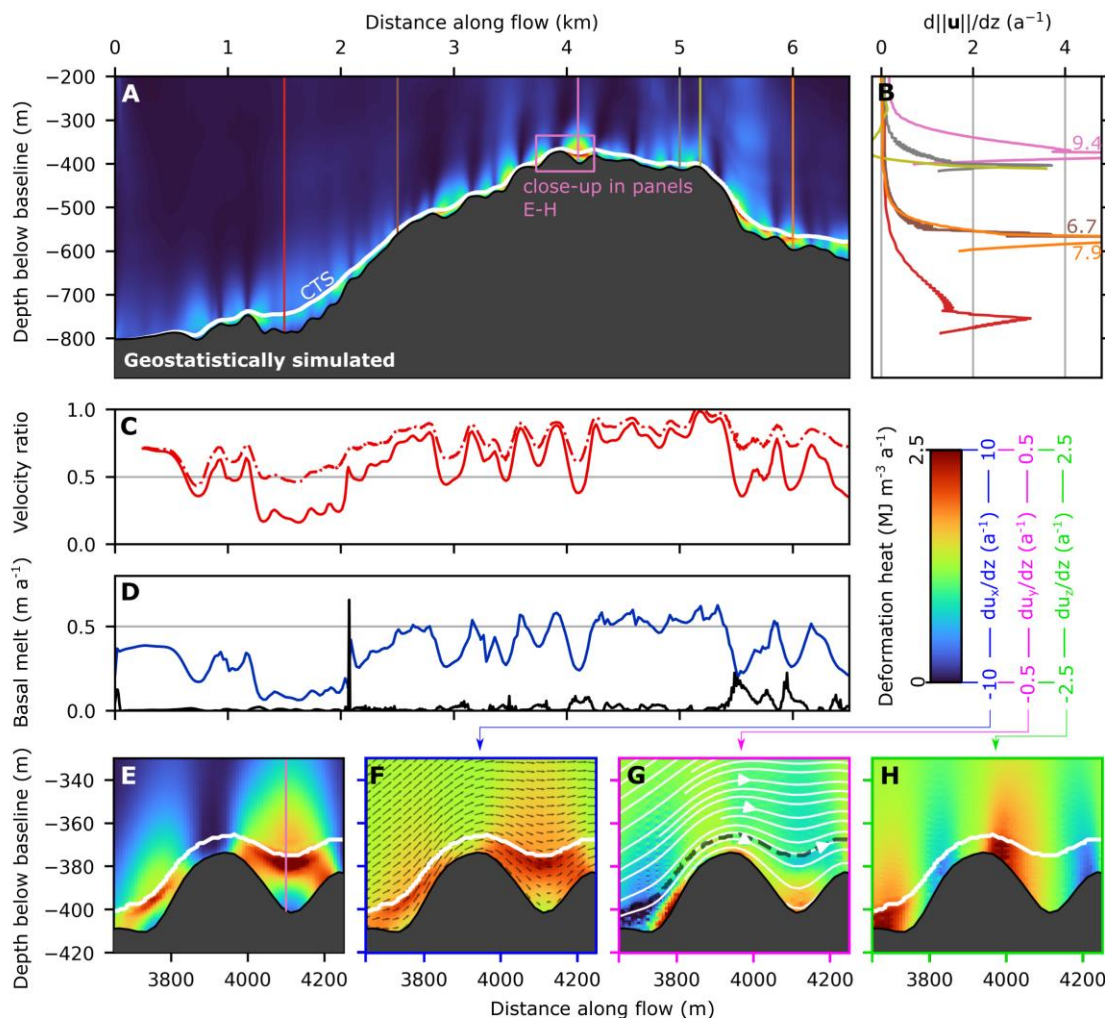 Distance along flow (km)
0 1 2 3 4 5 6
d||u||/dz (a⁻¹)
0 2 4
Depth below baseline (m)
−200
−300
−400
−500
−600
−700
−800
A
CTS
close-up in panels
E-H
Geostatistically simulated
B
9.4
6.7
7.9
Velocity ratio
1.0
0.5
0.0
C
Basal melt (m a⁻¹)
0.5
0.0
D
Deformation heat (MJ m⁻³ a⁻¹)
2.5
0
10
dux/dz (a⁻¹)
-10
0.5
duy/dz (a⁻¹)
-0.5
2.5
duz/dz (a⁻¹)
-2.5
Depth below baseline (m)
−340
−360
−380
−400
−420
E
F
G
H
3800 4000 4200
3800 4000 4200
3800 4000 4200
3800 4000 4200
Distance along flow (m)